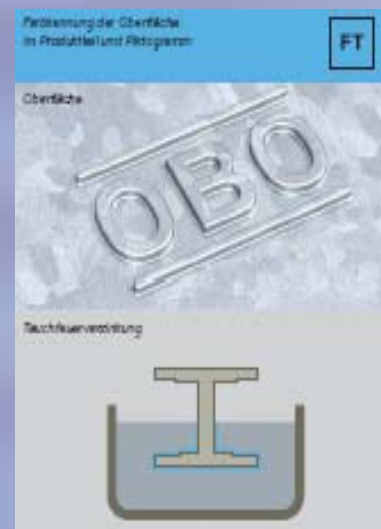 Farbkennung der Oberfläche
im Produktteil und Piktogramm
FT
Oberfläche
OBO
Tauchfeuerverzinkung